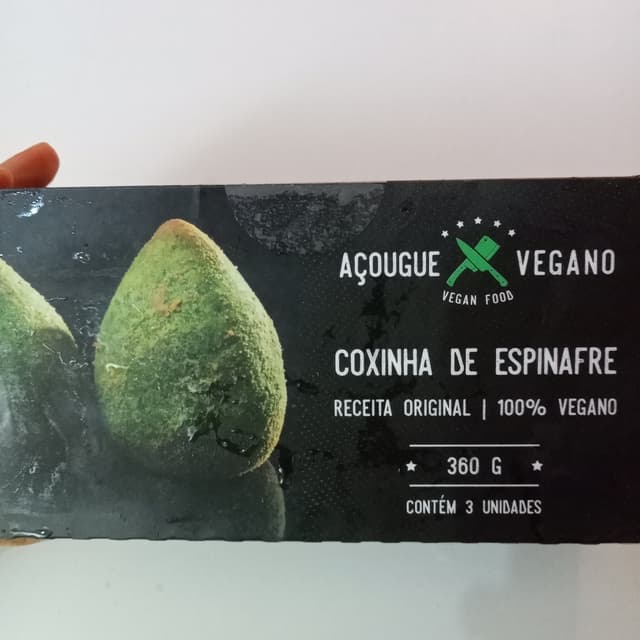 AÇOUGUE VEGANO
VEGAN FOOD
COXINHA DE ESPINAFRE
RECEITA ORIGINAL | 100% VEGANO
360 G
CONTÉM 3 UNIDADES